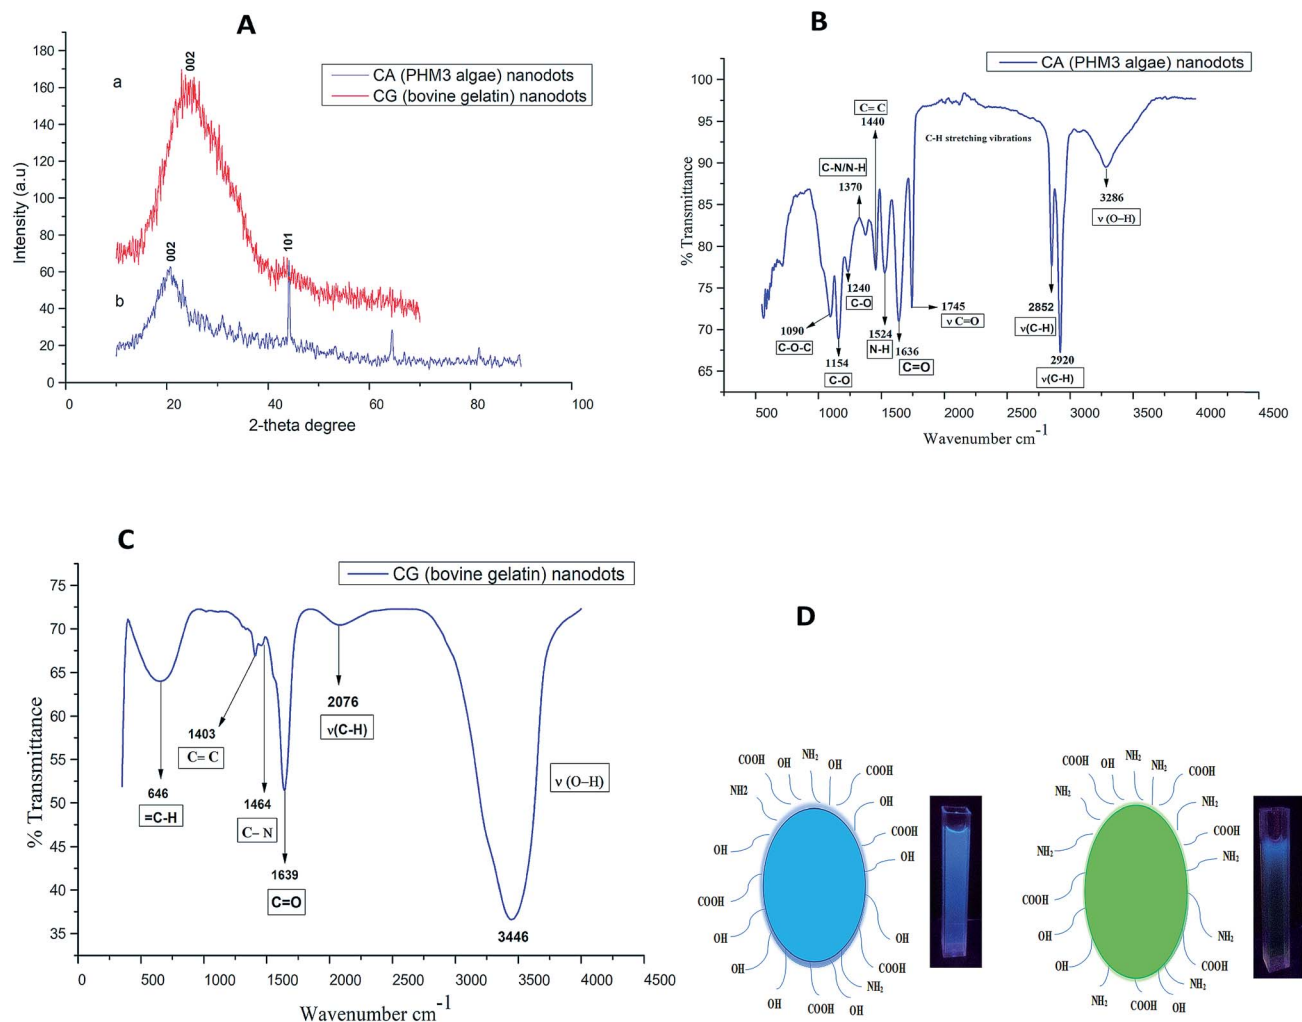 A
180
160
140
120
100
80
60
40
20
0
Intensity (a.u)
0
20
40
60
80
100
2-theta degree
a
b
002
002
101
CA (PHM3 algae) nanodots
CG (bovine gelatin) nanodots
B
CA (PHM3 algae) nanodots
100
95
90
85
80
75
70
65
% Transmittance
C=C
1440
C-H stretching vibrations
C-N/N-H
1370
3286
ν (O–H)
1240
C-O
1090
C-O-C
1154
C-O
1524
N-H
1636
C=O
1745
ν C=O
2852
ν(C-H)
2920
ν(C-H)
500
1000
1500
2000
2500
3000
3500
4000
4500
Wavenumber cm-1
C
CG (bovine gelatin) nanodots
75
70
65
60
55
50
45
40
35
% Transmittance
646
=C-H
1403
C=C
1464
C–N
1639
C=O
2076
ν(C-H)
ν (O–H)
3446
0
500
1000
1500
2000
2500
3000
3500
4000
4500
Wavenumber cm-1
D
COOH
OH
NH2
OH
COOH
NH2
OH
OH
COOH
OH
COOH
OH
OH
OH
COOH
NH2
OH
COOH
OH
COOH
OH
NH2
NH2
COOH
NH2
NH2
COOH
NH2
NH2
COOH
OH
NH2
COOH
OH
NH2
NH2
COOH
OH